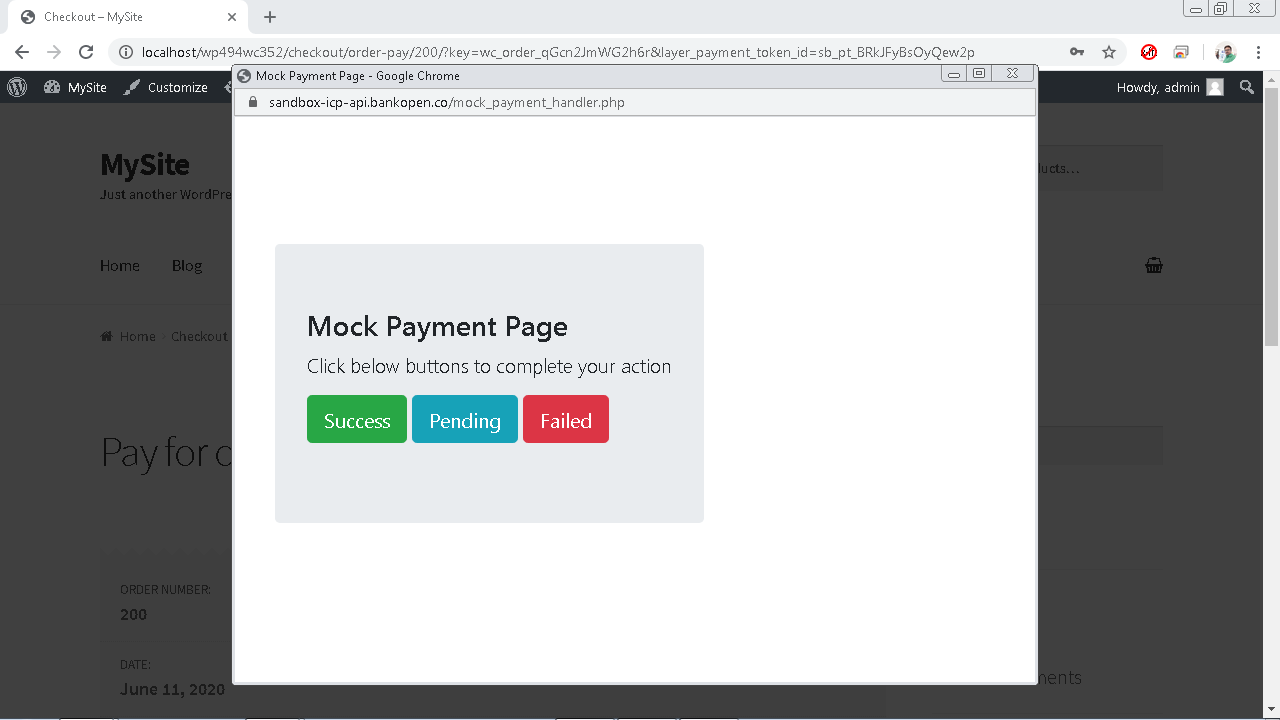 Checkout – MySite
localhost/wp494wc352/checkout/order-pay/200/?key=wc_order_qGcn2JmWG2h6r&layer_payment_token_id=sb_pt_BRkJFyBsOyQew2p
Mock Payment Page - Google Chrome
MySite
Customize
Howdy, admin
sandbox-icp-api.bankopen.co/mock_payment_handler.php
MySite
Just another WordPre
ducts...
Home
Blog
Home
Checkout
Mock Payment Page
Click below buttons to complete your action
Success
Pending
Failed
Pay for
ORDER NUMBER:
200
DATE:
June 11, 2020
ments